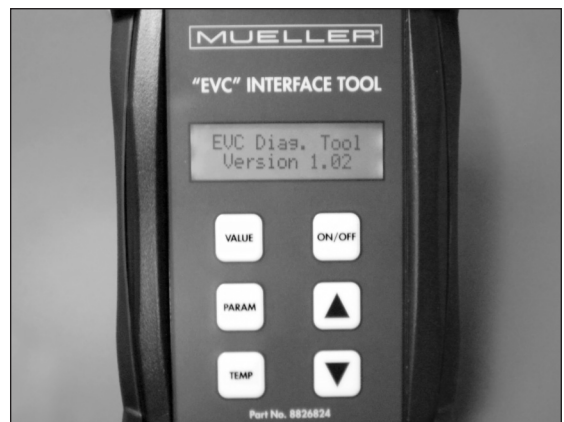 MUELLER
"EVC" INTERFACE TOOL
EVC Diag. Tool
Version 1.02
VALUE
ON/OFF
PARAM
TEMP
Part No. 8826824